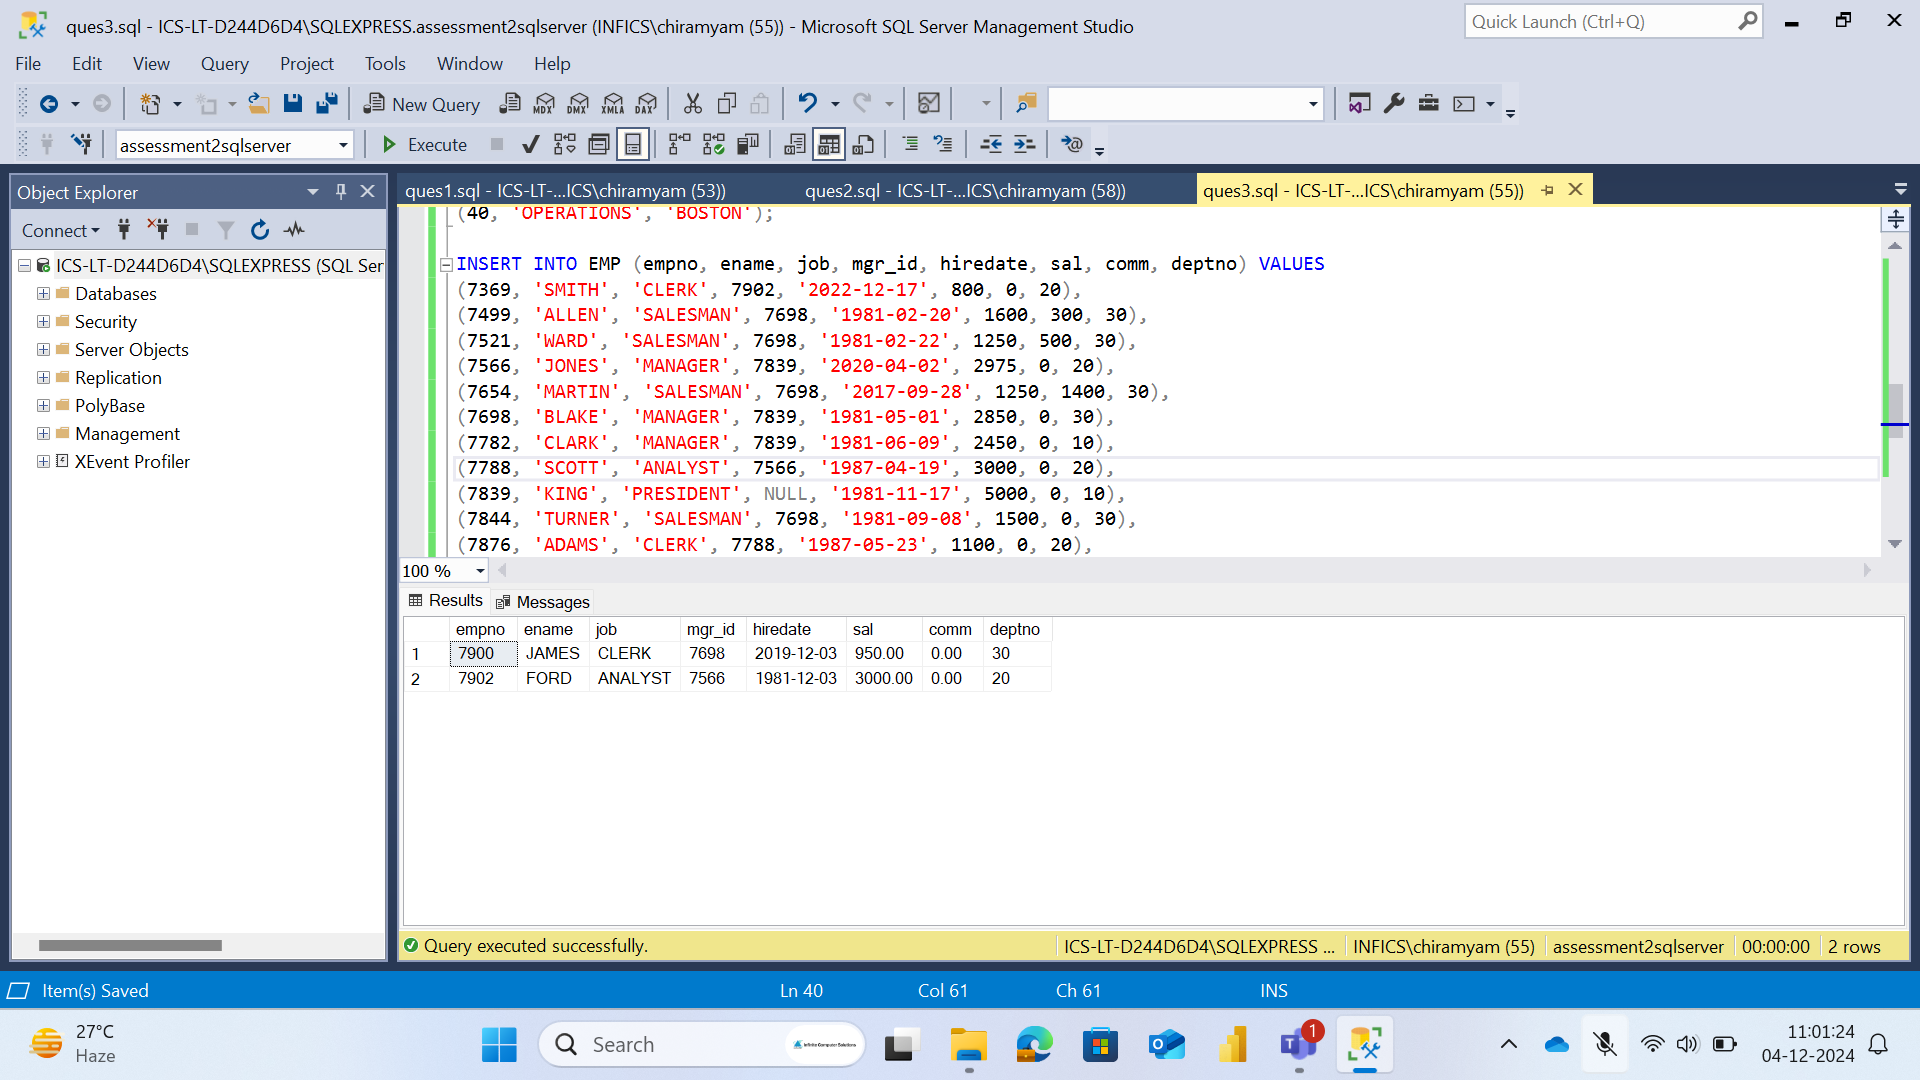 ques3.sql - ICS-LT-D244D6D4\SQLEXPRESS.assessment2sqlserver (INFICS\chiramyam (55)) - Microsoft SQL Server Management Studio
Quick Launch (Ctrl+Q)
File Edit View Query Project Tools Window Help
New Query MDX DMX XMLA DAX
assessment2sqlserver Execute
Object Explorer
Connect
ICS-LT-D244D6D4\SQLEXPRESS (SQL Ser
Databases
Security
Server Objects
Replication
PolyBase
Management
XEvent Profiler
ques1.sql - ICS-LT-...ICS\chiramyam (53)) ques2.sql - ICS-LT-...ICS\chiramyam (58)) ques3.sql - ICS-LT-...ICS\chiramyam (55))
(40, 'OPERATIONS', 'BOSTON');
INSERT INTO EMP (empno, ename, job, mgr_id, hiredate, sal, comm, deptno) VALUES
(7369, 'SMITH', 'CLERK', 7902, '2022-12-17', 800, 0, 20),
(7499, 'ALLEN', 'SALESMAN', 7698, '1981-02-20', 1600, 300, 30),
(7521, 'WARD', 'SALESMAN', 7698, '1981-02-22', 1250, 500, 30),
(7566, 'JONES', 'MANAGER', 7839, '2020-04-02', 2975, 0, 20),
(7654, 'MARTIN', 'SALESMAN', 7698, '2017-09-28', 1250, 1400, 30),
(7698, 'BLAKE', 'MANAGER', 7839, '1981-05-01', 2850, 0, 30),
(7782, 'CLARK', 'MANAGER', 7839, '1981-06-09', 2450, 0, 10),
(7788, 'SCOTT', 'ANALYST', 7566, '1987-04-19', 3000, 0, 20),
(7839, 'KING', 'PRESIDENT', NULL, '1981-11-17', 5000, 0, 10),
(7844, 'TURNER', 'SALESMAN', 7698, '1981-09-08', 1500, 0, 30),
(7876, 'ADAMS', 'CLERK', 7788, '1987-05-23', 1100, 0, 20),
100 %
Results Messages
empno ename job mgr_id hiredate sal comm deptno
1 7900 JAMES CLERK 7698 2019-12-03 950.00 0.00 30
2 7902 FORD ANALYST 7566 1981-12-03 3000.00 0.00 20
Query executed successfully. ICS-LT-D244D6D4\SQLEXPRESS ... INFICS\chiramyam (55) assessment2sqlserver 00:00:00 2 rows
Item(s) Saved Ln 40 Col 61 Ch 61 INS
27°C
Haze
Search
Infinite Computer Solutions
1
11:01:24
04-12-2024